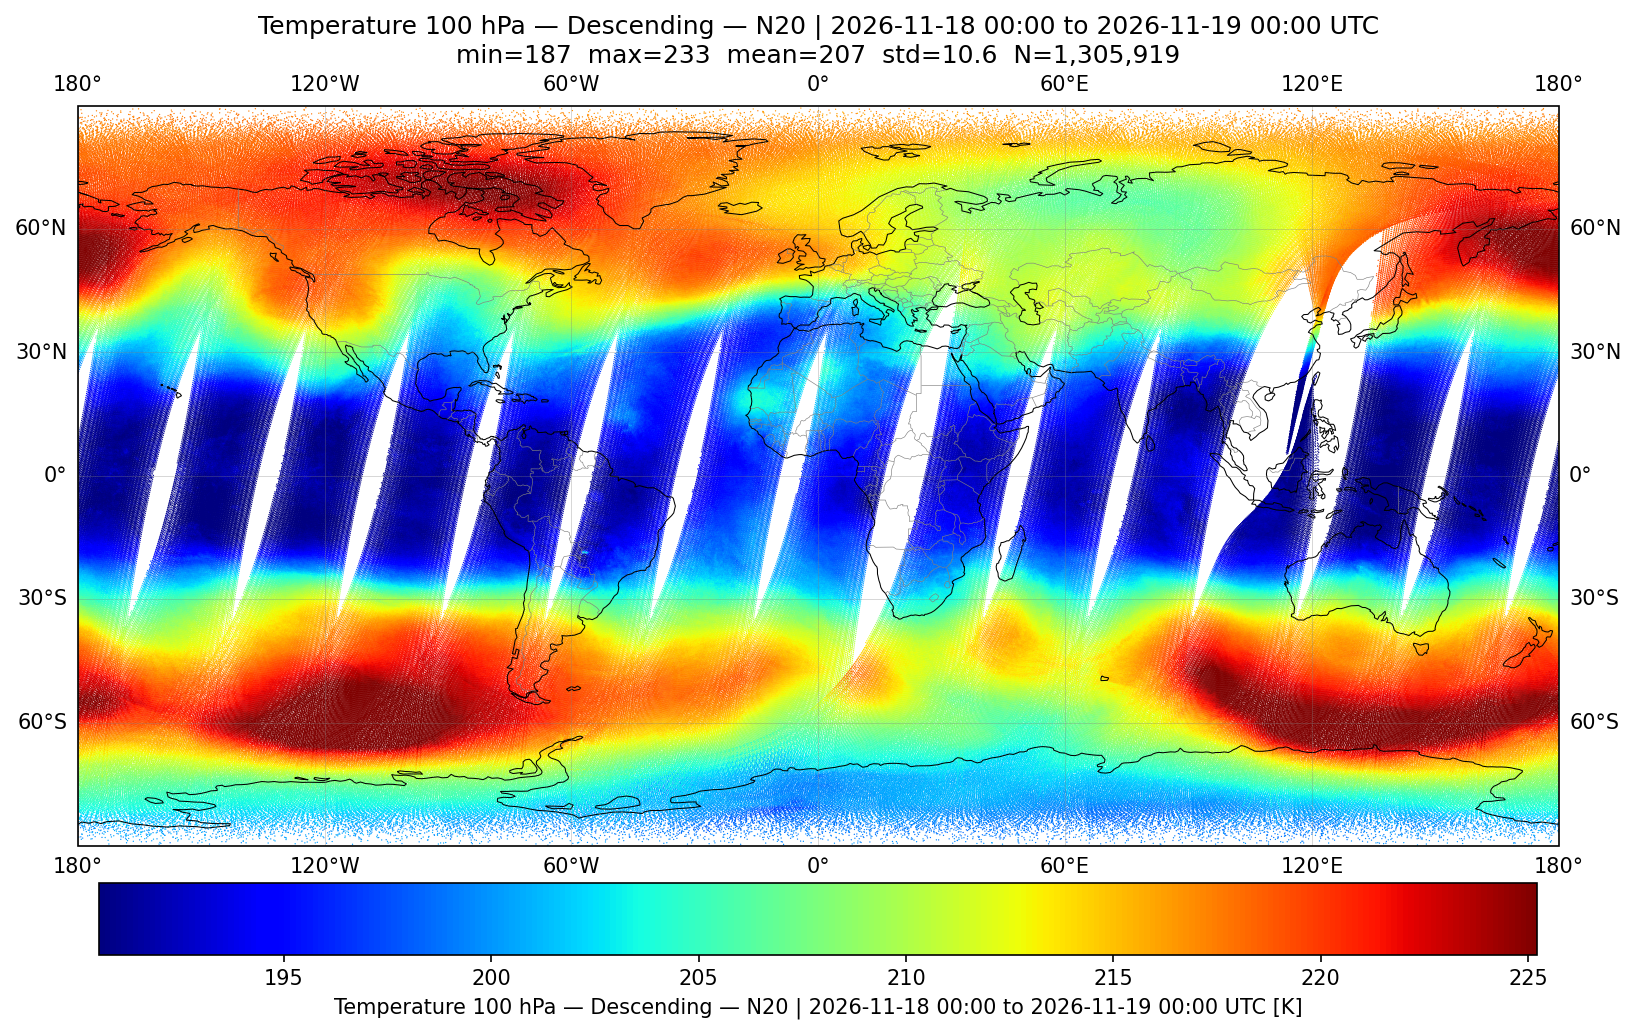 Temperature 100 hPa — Descending — N20 | 2026-11-18 00:00 to 2026-11-19 00:00 UTC
min=187 max=233 mean=207 std=10.6 N=1,305,919
180° 120°W 60°W 0° 60°E 120°E 180°
60°N 60°N
30°N 30°N
0° 0°
30°S 30°S
60°S 60°S
180° 120°W 60°W 0° 60°E 120°E 180°
195 200 205 210 215 220 225
Temperature 100 hPa — Descending — N20 | 2026-11-18 00:00 to 2026-11-19 00:00 UTC [K]